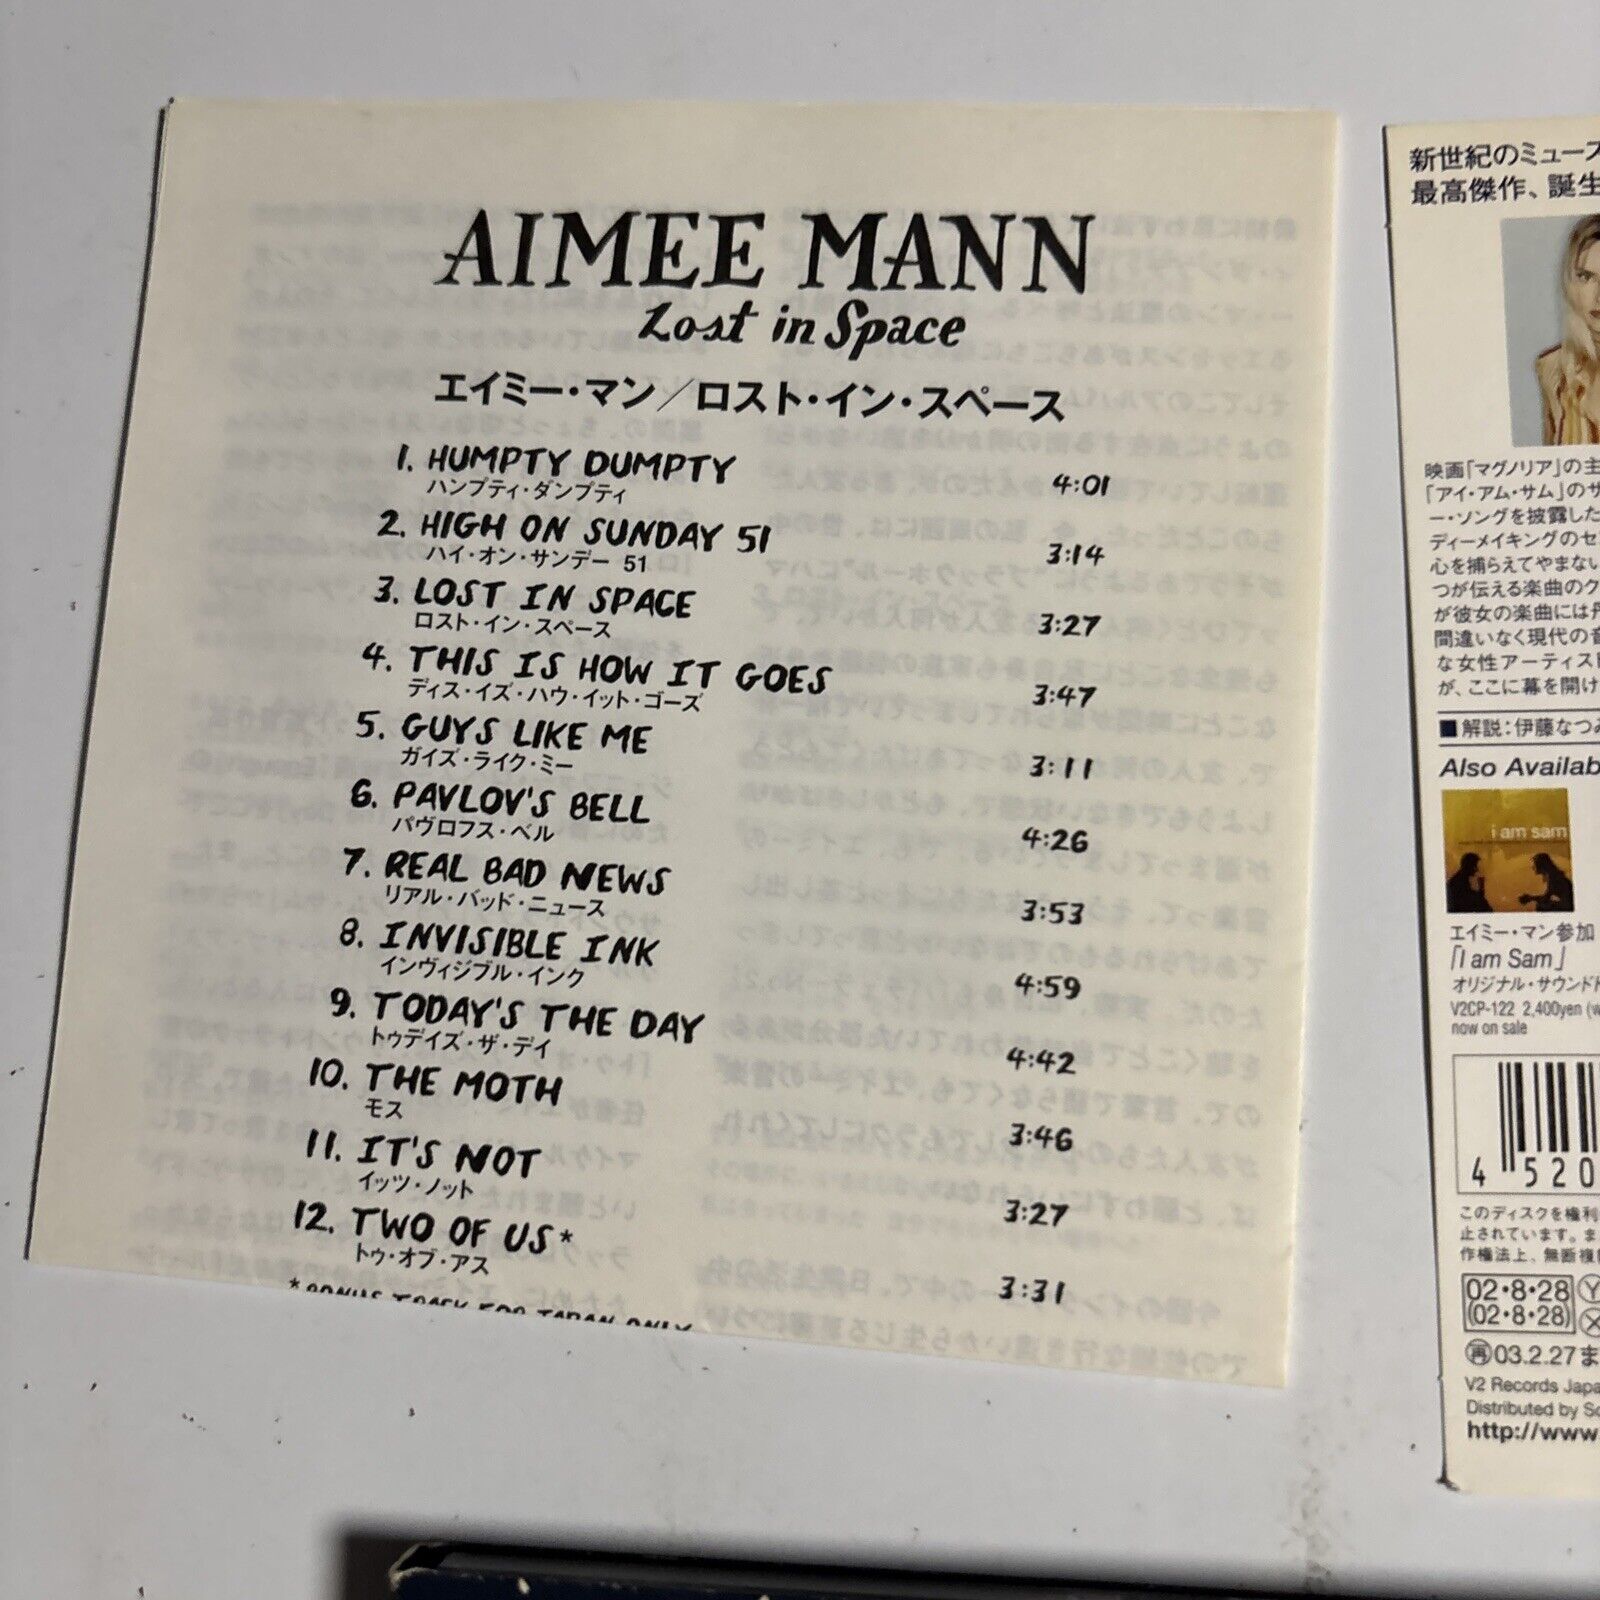 AIMEE MANN
Lost in Space
エイミー・マン/ロスト・イン・スペース
1. HUMPTY DUMPTY 4:01
ハンプティ・ダンプティ
2. HIGH ON SUNDAY 51 3:14
ハイ・オン・サンデー 51
3. LOST IN SPACE 3:27
ロスト・イン・スペース
4. THIS IS HOW IT GOES 3:47
ディス・イズ・ハウ・イット・ゴーズ
5. GUYS LIKE ME 3:11
ガイズ・ライク・ミー
6. PAVLOV'S BELL 4:26
パヴロフス・ベル
7. REAL BAD NEWS 3:53
リアル・バッド・ニュース
8. INVISIBLE INK 4:59
インヴィジブル・インク
9. TODAY'S THE DAY 4:42
トゥデイズ・ザ・デイ
10. THE MOTH 3:46
モス
11. IT'S NOT 3:27
イッツ・ノット
12. TWO OF US* 3:31
トゥ・オブ・アス
*BONUS TRACK FOR JAPAN ONLY
新世紀のミューズ
最高傑作、誕生
映画「マグノリア」の主
「アイ・アム・サム」のサ
ー・ソングを披露した
ディーメイキングのセ
心を捕らえてやまない
つが伝える楽曲のク
が彼女の楽曲には
間違いなく現代の音
な女性アーティスト
が、ここに幕を開け
■解説:伊藤なつみ
Also Availab
i am sam
エイミー・マン参加
「I am Sam」
オリジナル・サウンドト
V2CP-122 2,400yen (w
now on sale
4 520
このディスクを権利
止されています。ま
作権法上、無断複
02・8・28 Ⓨ
(02・8・28) Ⓧ
㊢03.2.27ま
V2 Records Japa
Distributed by So
http://www